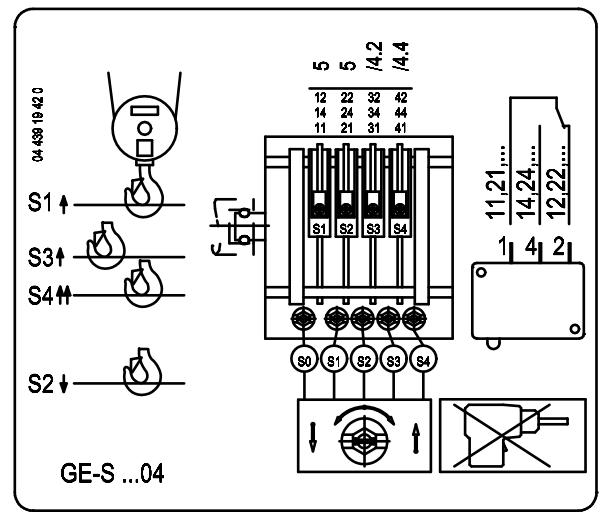 5 5 /4.2 /4.4
12 22 32 42
14 24 34 44
11 21 31 41
04 439 19 42 0
S1
S3
S4
S2
S1 S2 S3 S4
11,21,...
14,24,...
12,22,...
1 4 2
S0 S1 S2 S3 S4
GE-S ...04